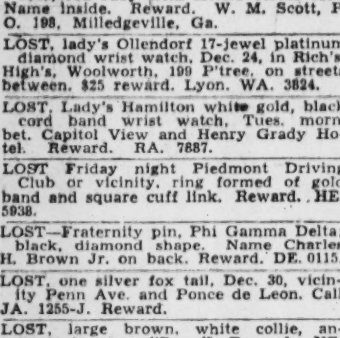 Name inside. Reward. W. M. Scott, P
O. 198, Milledgeville, Ga.
LOST, lady's Ollendorf 17-jewel platinum
diamond wrist watch, Dec. 24, in Rich's
High's, Woolworth, 199 P'tree, on street
between. $25 reward. Lyon. WA. 3824.
LOST, Lady's Hamilton white gold, black
cord band wrist watch, Tues. morn
bet. Capitol View and Henry Grady Ho
tel. Reward. RA. 7887.
LOST Friday night Piedmont Driving
Club or vicinity, ring formed of gold
band and square cuff link. Reward. HE
5938.
LOST—Fraternity pin, Phi Gamma Delta,
black, diamond shape. Name Charles
H. Brown Jr. on back. Reward. DE. 0115
LOST, one silver fox tail, Dec. 30, vicin-
ity Penn Ave. and Ponce de Leon. Call
JA. 1255-J. Reward.
LOST, large brown, white collie, an-